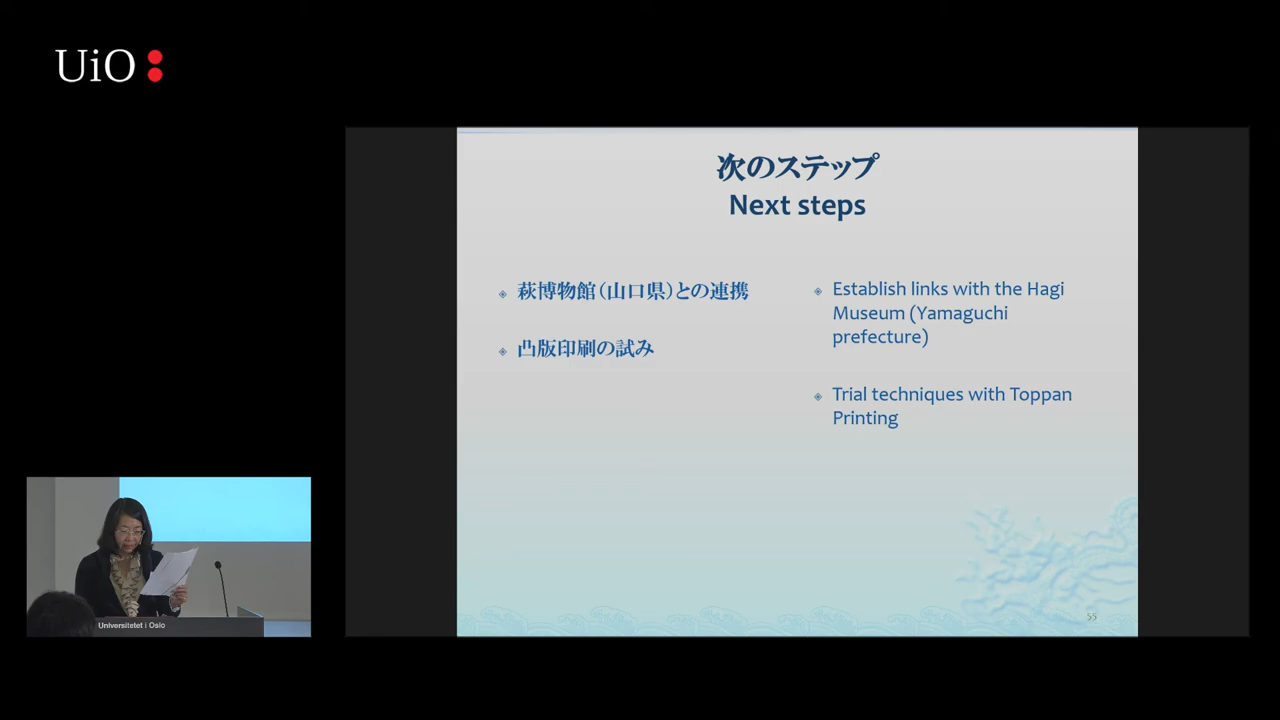 UiO:
次のステップ
Next steps
萩博物館（山口県）との連携
凸版印刷の試み
Establish links with the Hagi
Museum (Yamaguchi
prefecture)
Trial techniques with Toppan
Printing
55
Universitetet i Oslo